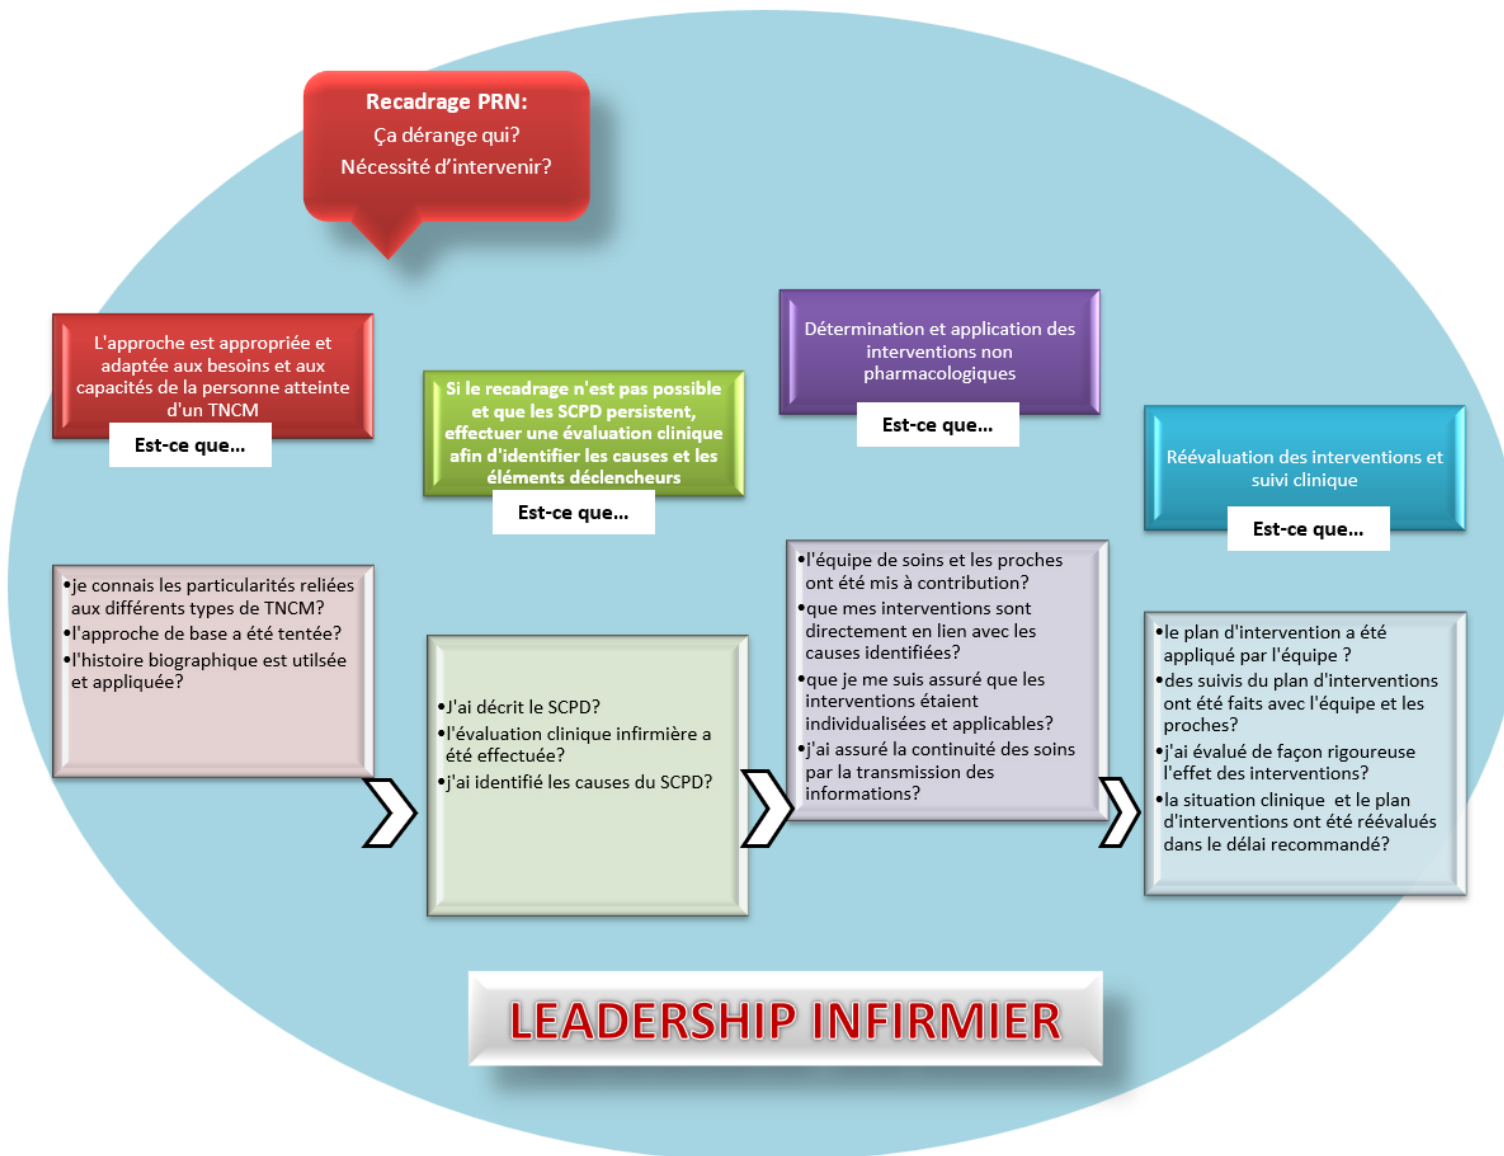 Recadrage PRN:
Ça dérange qui?
Nécessité d'intervenir?
L'approche est appropriée et
adaptée aux besoins et aux
capacités de la personne atteinte
d'un TNCM
Est-ce que...
•je connais les particularités reliées
aux différents types de TNCM?
•l'approche de base a été tentée?
•l'histoire biographique est utilsée
et appliquée?
Si le recadrage n'est pas possible
et que les SCPD persistent,
effectuer une évaluation clinique
afin d'identifier les causes et les
éléments déclencheurs
Est-ce que...
•J'ai décrit le SCPD?
•l'évaluation clinique infirmière a
été effectuée?
•j'ai identifié les causes du SCPD?
Détermination et application des
interventions non
pharmacologiques
Est-ce que...
•l'équipe de soins et les proches
ont été mis à contribution?
•que mes interventions sont
directement en lien avec les
causes identifiées?
•que je me suis assuré que les
interventions étaient
individualisées et applicables?
•j'ai assuré la continuité des soins
par la transmission des
informations?
Réévaluation des interventions et
suivi clinique
Est-ce que...
•le plan d'intervention a été
appliqué par l'équipe ?
•des suivis du plan d'interventions
ont été faits avec l'équipe et les
proches?
•j'ai évalué de façon rigoureuse
l'effet des interventions?
•la situation clinique et le plan
d'interventions ont été réévalués
dans le délai recommandé?
LEADERSHIP INFIRMIER